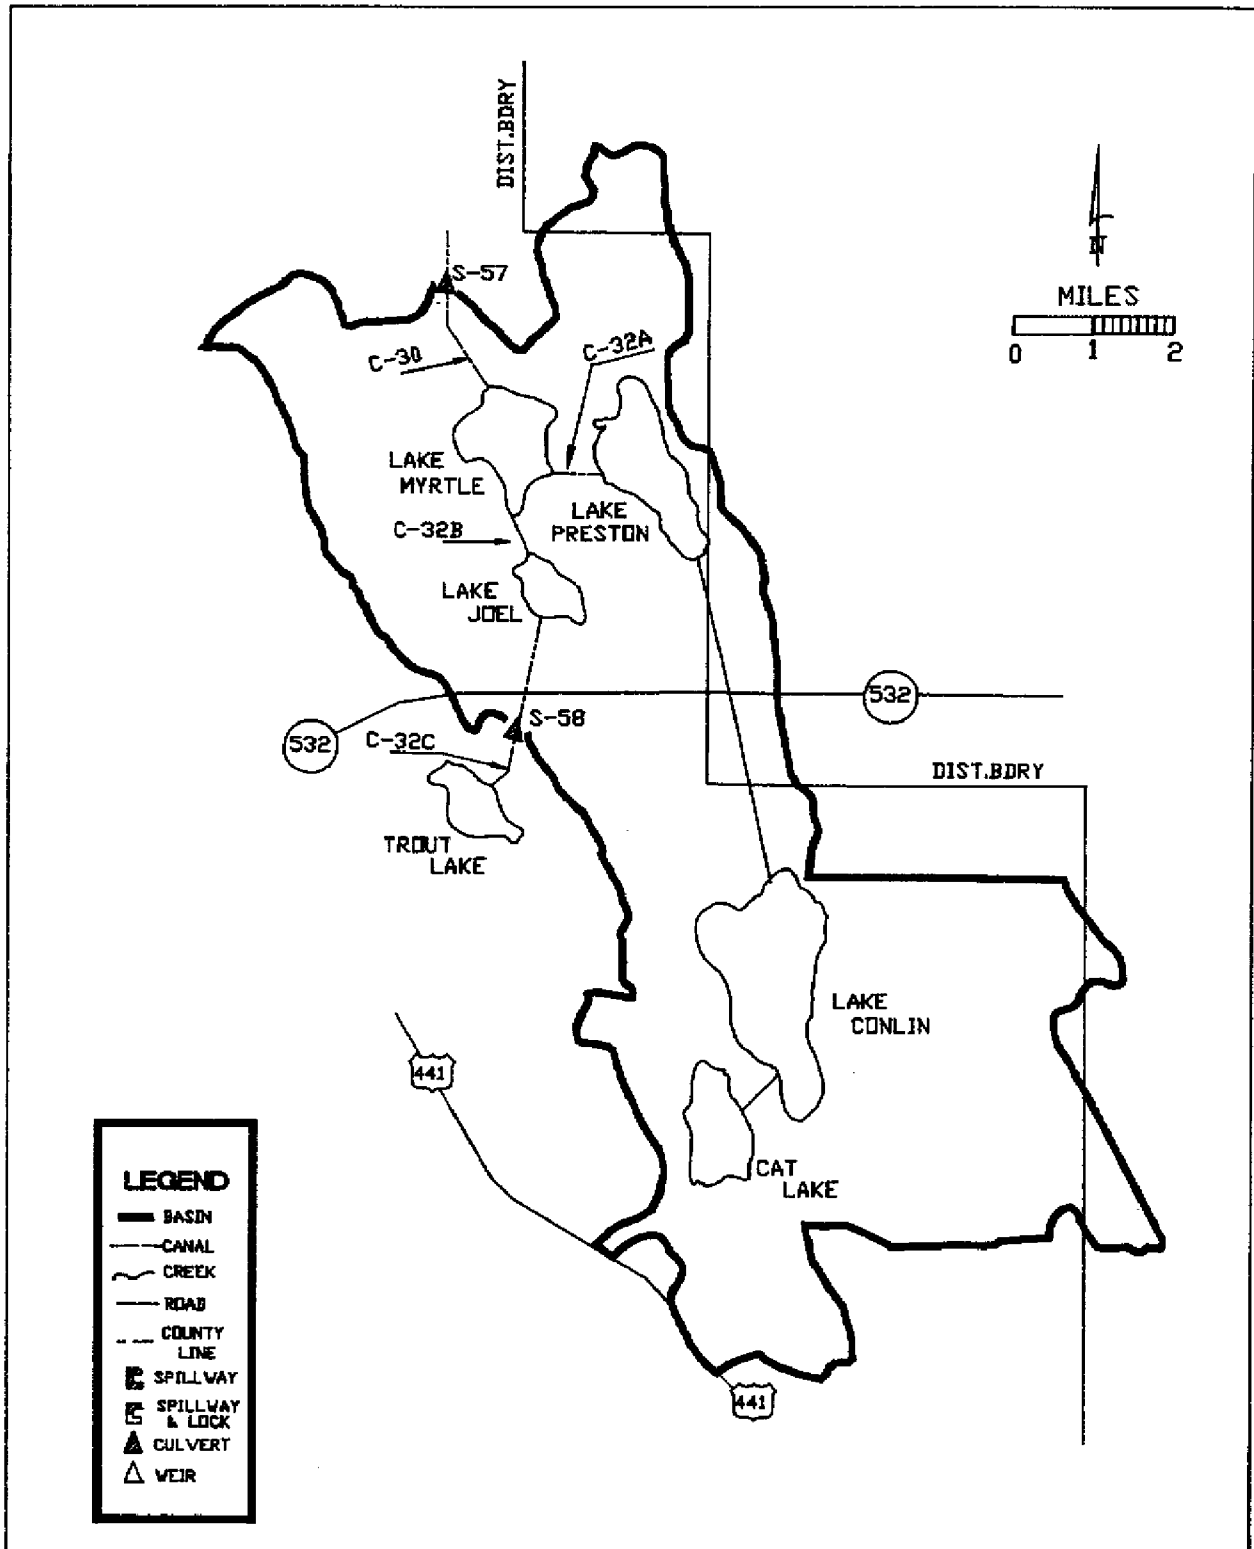 DIST.BDRY
S-57
N
MILES
0 1 2
C-30
C-32A
LAKE
MYRTLE
LAKE
PRESTON
C-32B
LAKE
JOEL
532
532
S-58
C-32C
DIST.BDRY
TROUT
LAKE
LAKE
CONLIN
441
CAT
LAKE
441
LEGEND
BASIN
CANAL
CREEK
ROAD
COUNTY
LINE
SPILLWAY
SPILLWAY
& LOCK
CULVERT
WEIR